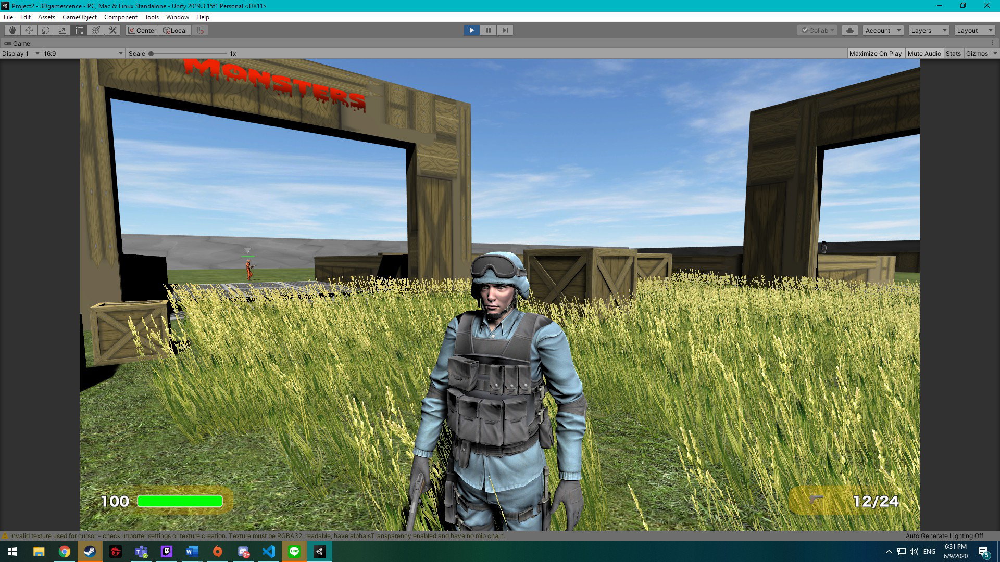 Project2 - 3Dgamescence - PC, Mac & Linux Standalone - Unity 2019.3.15f1 Personal <DX11>
File Edit Assets GameObject Component Tools Window Help
Center Local Collab Account Layers Layout
Game
Display 1 16:9 Scale 1x Maximize On Play Mute Audio Stats Gizmos
MONSTERS
100
12/24
Invalid texture used for cursor - check importer settings or texture creation. Texture must be RGBA32, readable, have alphaIsTransparency enabled and have no mip chain.
Auto Generate Lighting Off
9+
LINE
ENG
6:31 PM
6/9/2020
5